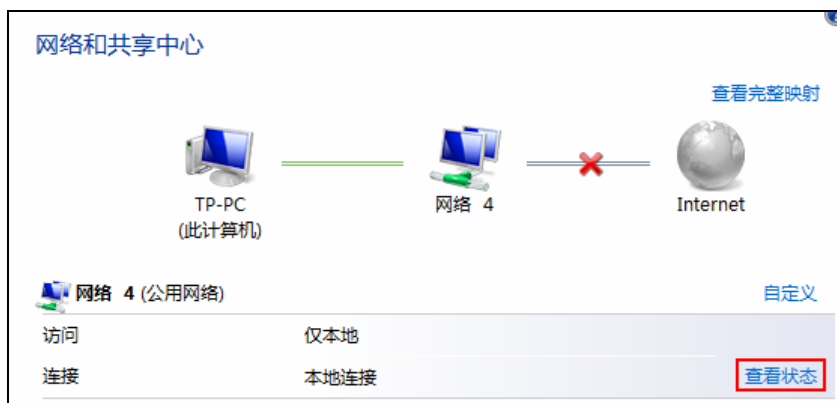 网络和共享中心
查看完整映射
TP-PC
(此计算机)
网络 4
Internet
网络 4 (公用网络)
自定义
访问
仅本地
连接
本地连接
查看状态